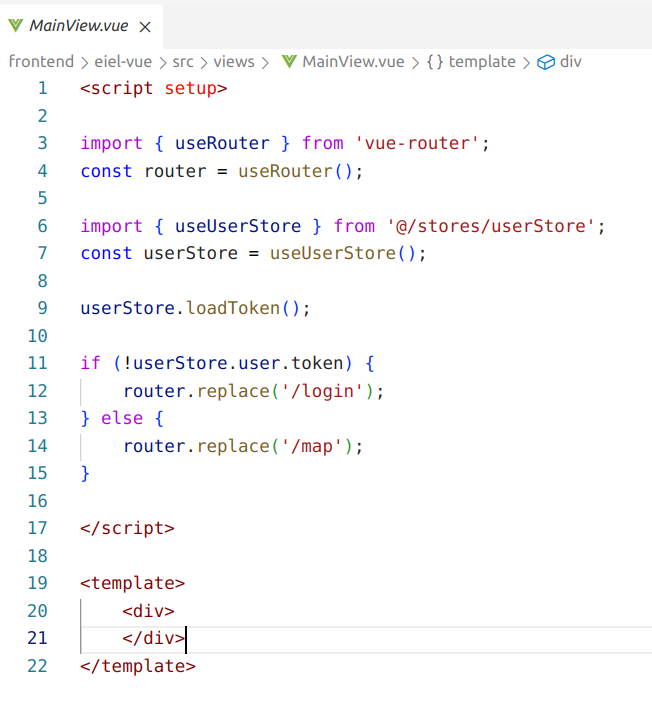 MainView.vue ×
frontend > eiel-vue > src > views > MainView.vue > {} template > div
1 <script setup>
2
3 import { useRouter } from 'vue-router';
4 const router = useRouter();
5
6 import { useUserStore } from '@/stores/userStore';
7 const userStore = useUserStore();
8
9 userStore.loadToken();
10
11 if (!userStore.user.token) {
12     router.replace('/login');
13 } else {
14     router.replace('/map');
15 }
16
17 </script>
18
19 <template>
20     <div>
21     </div>
22 </template>